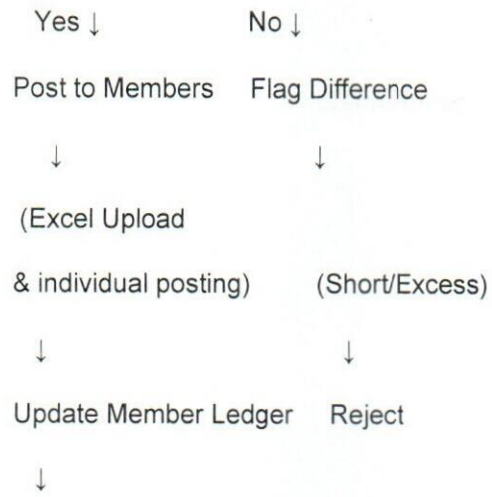 Yes ↓ No ↓
Post to Members Flag Difference
↓ ↓
(Excel Upload
& individual posting) (Short/Excess)
↓ ↓
Update Member Ledger Reject
↓